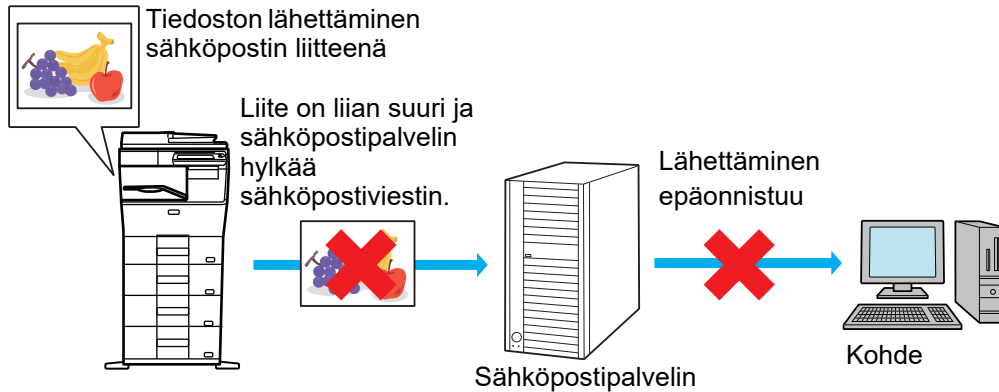 Tiedoston lähettäminen
sähköpostin liitteenä
Liite on liian suuri ja
sähköpostipalvelin
hylkää
sähköpostiviestin.
Lähettäminen
epäonnistuu
Sähköpostipalvelin
Kohde